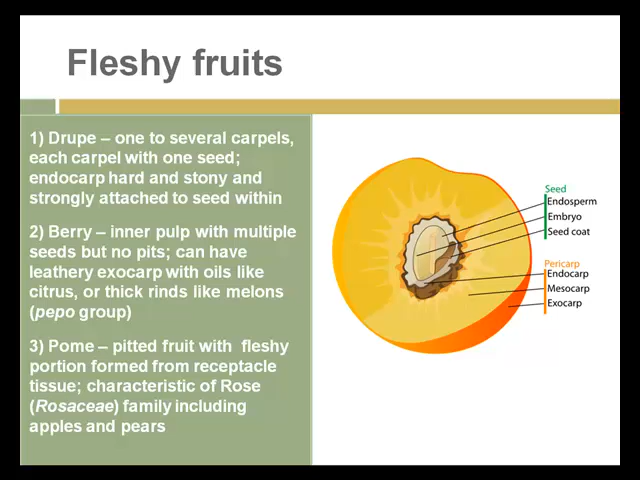 Fleshy fruits
1) Drupe – one to several carpels,
each carpel with one seed;
endocarp hard and stony and
strongly attached to seed within
2) Berry – inner pulp with multiple
seeds but no pits; can have
leathery exocarp with oils like
citrus, or thick rinds like melons
(pepo group)
3) Pome – pitted fruit with fleshy
portion formed from receptacle
tissue; characteristic of Rose
(Rosaceae) family including
apples and pears
Seed
Endosperm
Embryo
Seed coat
Pericarp
Endocarp
Mesocarp
Exocarp